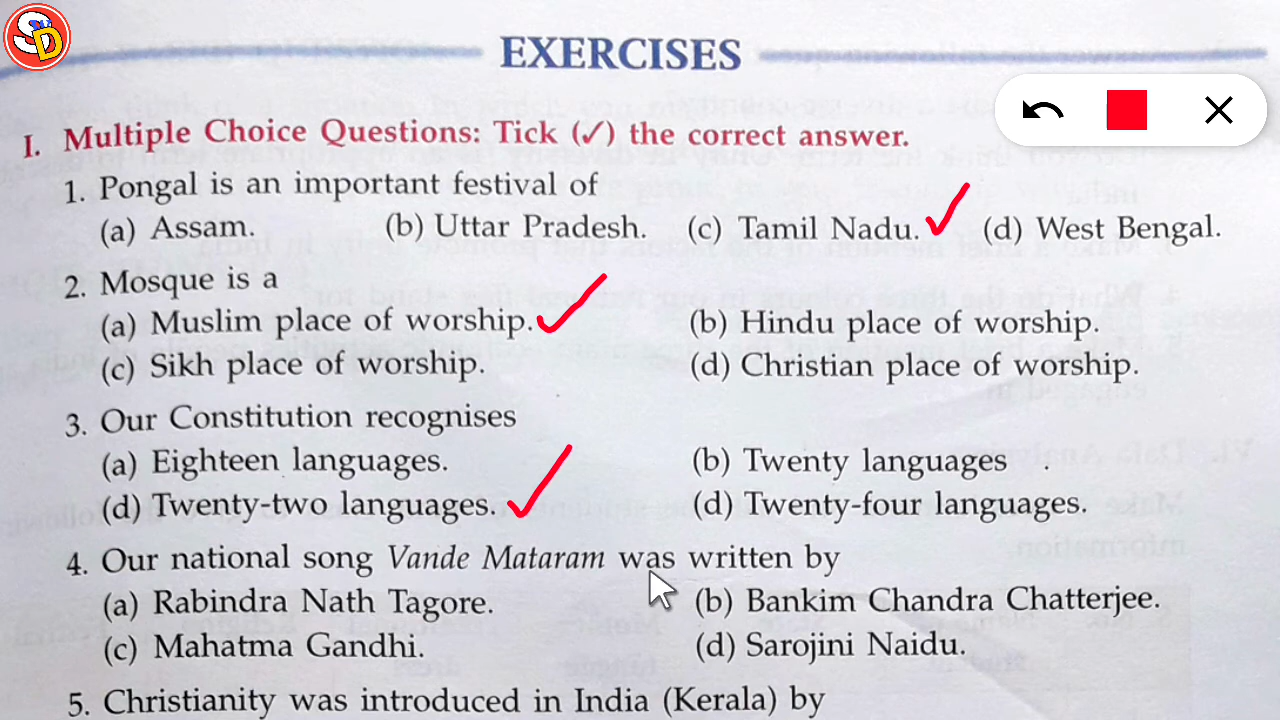 SD
EXERCISES
I. Multiple Choice Questions: Tick (✓) the correct answer.
1. Pongal is an important festival of
(a) Assam. (b) Uttar Pradesh. (c) Tamil Nadu. ✓ (d) West Bengal.
2. Mosque is a
(a) Muslim place of worship. ✓ (b) Hindu place of worship.
(c) Sikh place of worship. (d) Christian place of worship.
3. Our Constitution recognises
(a) Eighteen languages. (b) Twenty languages .
(d) Twenty-two languages. ✓ (d) Twenty-four languages.
4. Our national song Vande Mataram was written by
(a) Rabindra Nath Tagore. (b) Bankim Chandra Chatterjee.
(c) Mahatma Gandhi. (d) Sarojini Naidu.
5. Christianity was introduced in India (Kerala) by